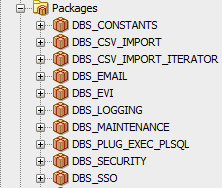 Packages
DBS_CONSTANTS
DBS_CSV_IMPORT
DBS_CSV_IMPORT_ITERATOR
DBS_EMAIL
DBS_EVI
DBS_LOGGING
DBS_MAINTENANCE
DBS_PLUG_EXEC_PLSQL
DBS_SECURITY
DBS_SSO